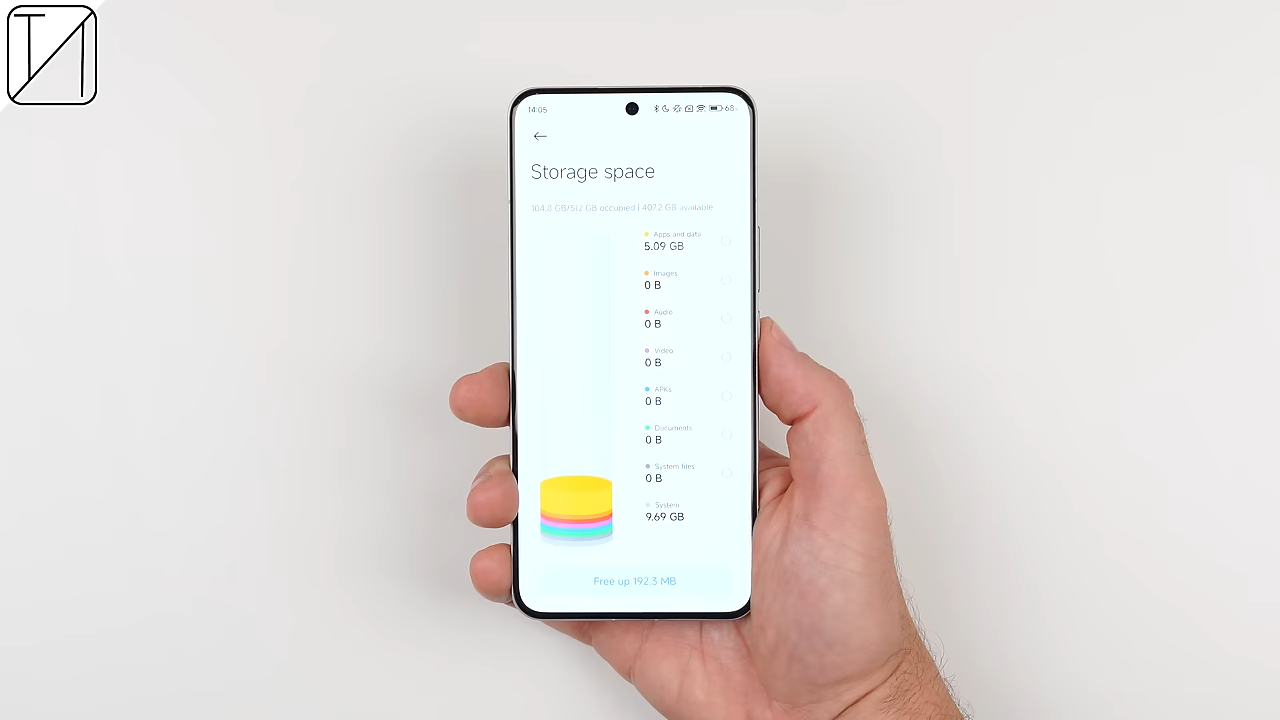 TN
14:05
68
Storage space
104.8 GB/512 GB occupied | 407.2 GB available
Apps and data
5.09 GB
Images
0 B
Audio
0 B
Video
0 B
APKs
0 B
Documents
0 B
System files
0 B
System
9.69 GB
Free up 192.3 MB